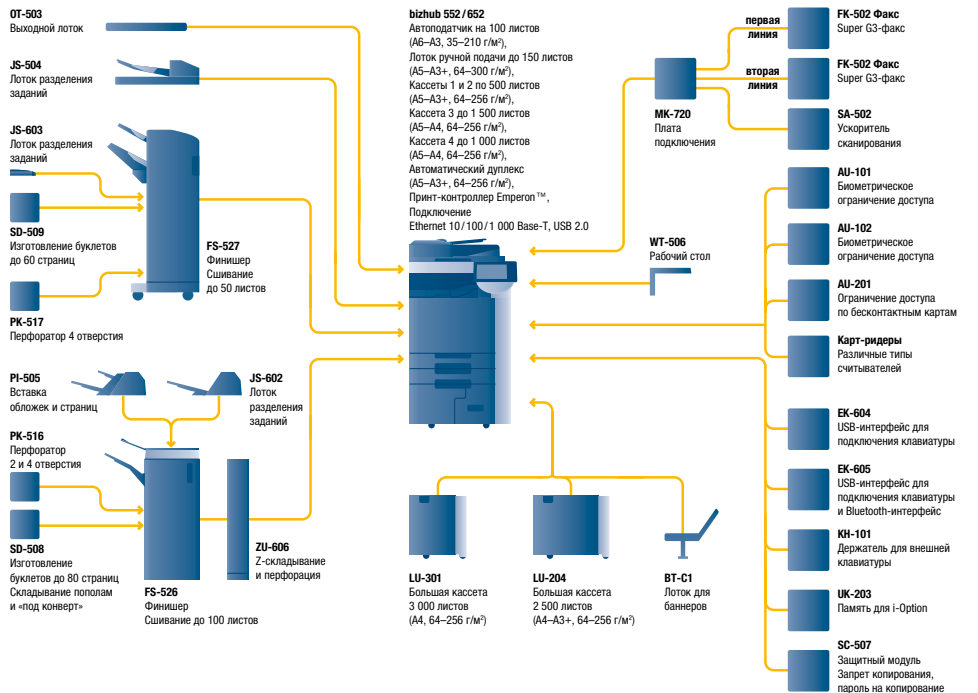 OT-503
Выходной лоток
JS-504
Лоток разделения
заданий
JS-603
Лоток разделения
заданий
SD-509
Изготовление буклетов
до 60 страниц
PK-517
Перфоратор 4 отверстия
FS-527
Финишер
Сшивание
до 50 листов
PI-505
Вставка
обложек и страниц
JS-602
Лоток
разделения
заданий
PK-516
Перфоратор
2 и 4 отверстия
SD-508
Изготовление
буклетов до 80 страниц
Складывание пополам
и «под конверт»
FS-526
Финишер
Сшивание до 100 листов
ZU-606
Z-складывание
и перфорация
bizhub 552/652
Автоподатчик на 100 листов
(A6–A3, 35–210 г/м²),
Лоток ручной подачи до 150 листов
(A5–A3+, 64–300 г/м²),
Кассеты 1 и 2 по 500 листов
(A5–A3+, 64–256 г/м²),
Кассета 3 до 1 500 листов
(A5–A4, 64–256 г/м²),
Кассета 4 до 1 000 листов
(A5–A4, 64–256 г/м²),
Автоматический дуплекс
(A5–A3+, 64–256 г/м²),
Принт-контроллер Emperon™,
Подключение
Ethernet 10/100/1 000 Base-T, USB 2.0
LU-301
Большая кассета
3 000 листов
(A4, 64–256 г/м²)
LU-204
Большая кассета
2 500 листов
(A4–A3+, 64–256 г/м²)
BT-C1
Лоток для
баннеров
WT-506
Рабочий стол
MK-720
Плата
подключения
первая
линия
вторая
линия
FK-502 Факс
Super G3-факс
FK-502 Факс
Super G3-факс
SA-502
Ускоритель
сканирования
AU-101
Биометрическое
ограничение доступа
AU-102
Биометрическое
ограничение доступа
AU-201
Ограничение доступа
по бесконтактным картам
Карт-ридеры
Различные типы
считывателей
EK-604
USB-интерфейс для
подключения клавиатуры
EK-605
USB-интерфейс для
подключения клавиатуры
и Bluetooth-интерфейс
KH-101
Держатель для внешней
клавиатуры
UK-203
Память для i-Option
SC-507
Защитный модуль
Запрет копирования,
пароль на копирование